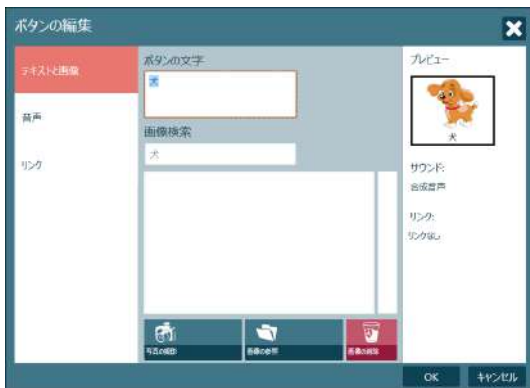 ボタンの編集
テキストと画像
音声
リンク
ボタンの文字
犬
画像検索
犬
写真の撮影
画像の参照
画像の削除
プレビュー
犬
サウンド:
合成音声
リンク:
リンクなし
OK
キャンセル